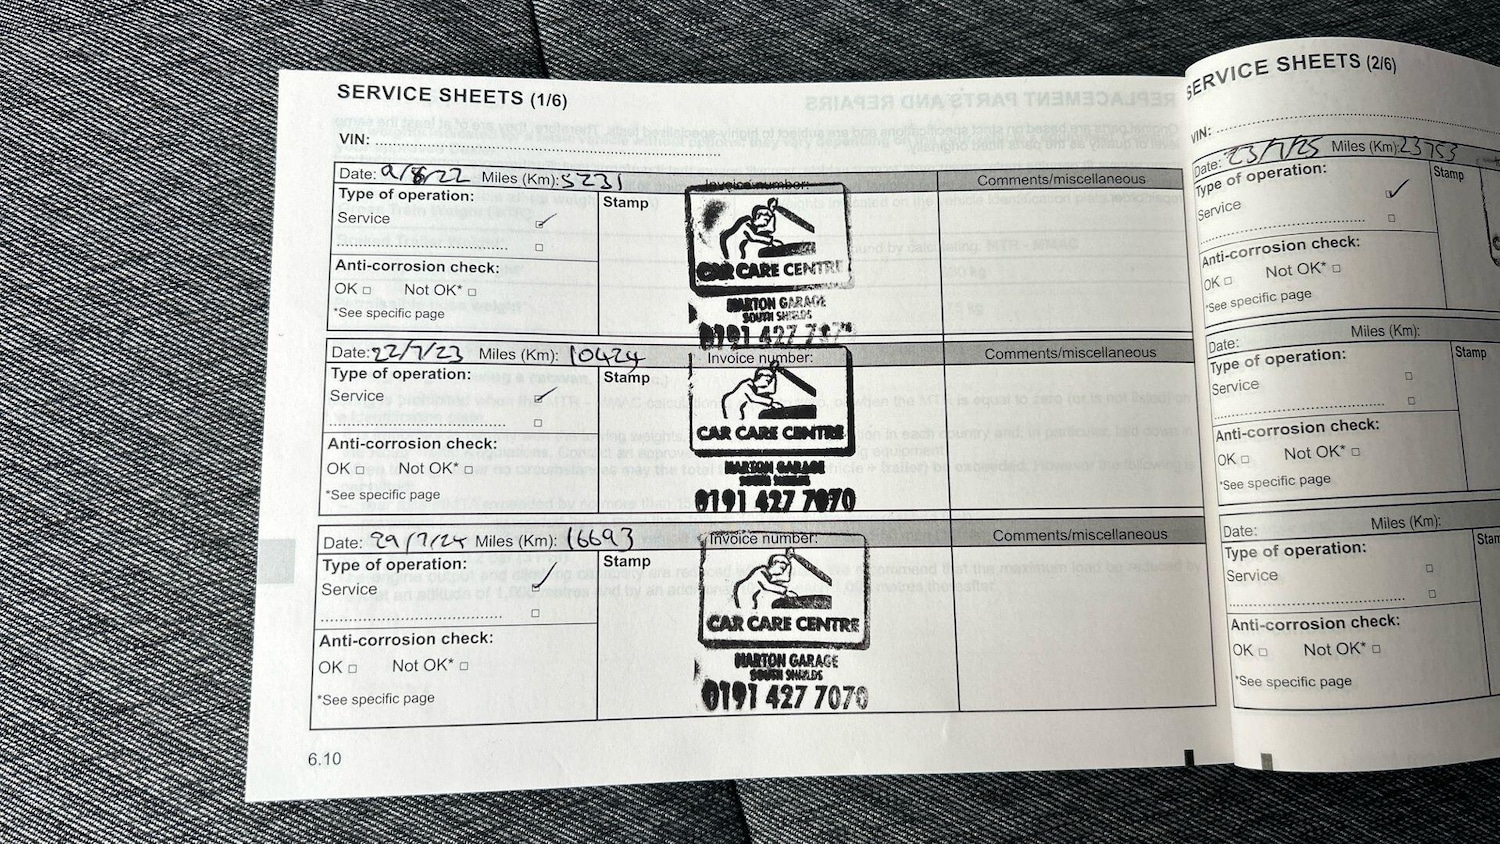 SERVICE SHEETS (1/6)
VIN:
Date: 9/8/22 Miles (Km): 5231 Invoice number: Comments/miscellaneous
Type of operation:
Stamp
Service
Anti-corrosion check:
OK Not OK*
*See specific page
CAR CARE CENTRE
HARTON GARAGE
SOUTH SHIELDS
0191 427
Date: 22/7/23 Miles (Km): 10424 Invoice number: Comments/miscellaneous
Type of operation:
Stamp
Service
Anti-corrosion check:
OK Not OK*
*See specific page
CAR CARE CENTRE
HARTON GARAGE
SOUTH SHIELDS
0191 427 7070
Date: 29/7/24 Miles (Km): 16693 Invoice number: Comments/miscellaneous
Type of operation:
Stamp
Service
Anti-corrosion check:
OK Not OK*
*See specific page
CAR CARE CENTRE
HARTON GARAGE
SOUTH SHIELDS
0191 427 7070
6.10
SERVICE SHEETS (2/6)
VIN:
Date: 23/7/25 Miles (Km): 23753
Type of operation:
Stamp
Service
Anti-corrosion check:
OK Not OK*
*See specific page
Date: Miles (Km):
Type of operation:
Stamp
Service
Anti-corrosion check:
OK Not OK*
*See specific page
Date: Miles (Km):
Type of operation:
Service
Anti-corrosion check:
OK Not OK*
*See specific page